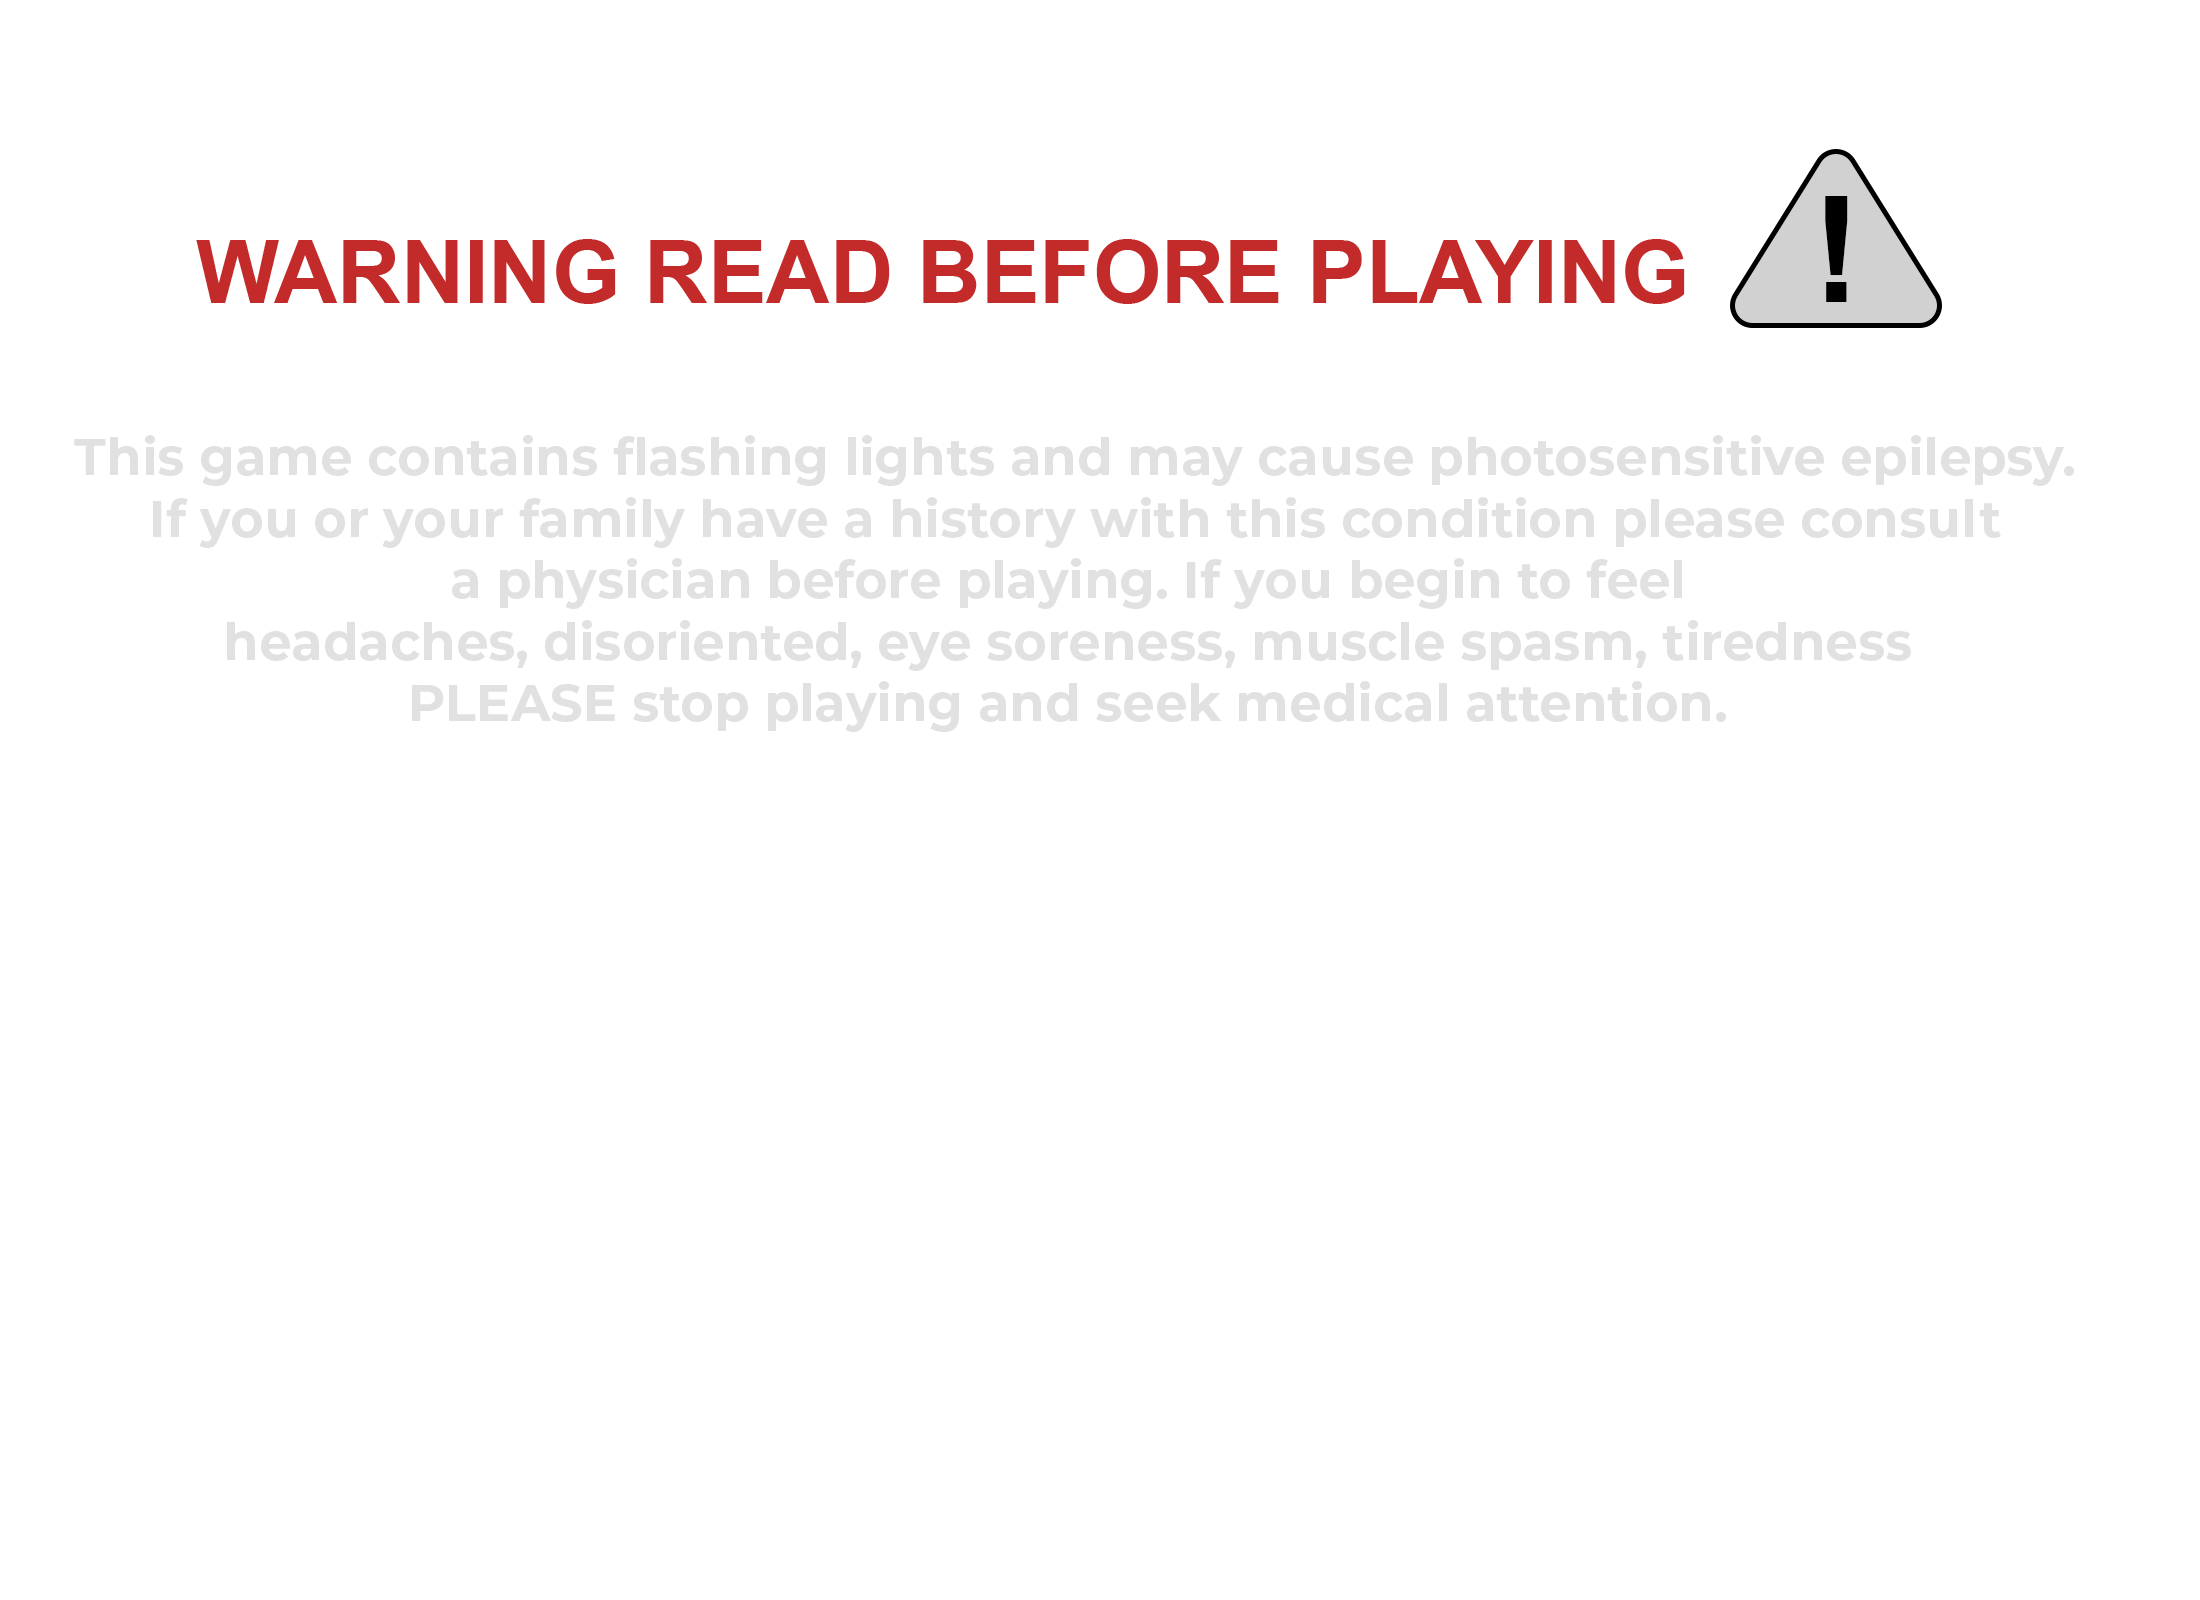 WARNING READ BEFORE PLAYING !
This game contains flashing lights and may cause photosensitive epilepsy.
If you or your family have a history with this condition please consult
a physician before playing. If you begin to feel
headaches, disoriented, eye soreness, muscle spasm, tiredness
PLEASE stop playing and seek medical attention.